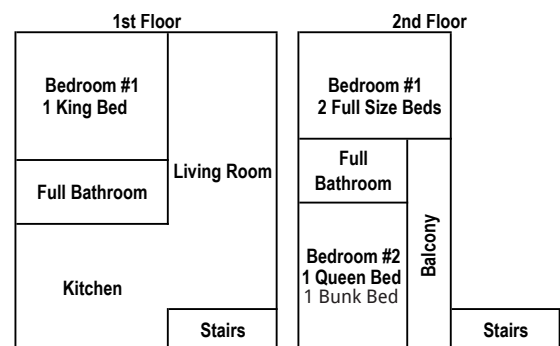 1st Floor
Bedroom #1
1 King Bed
Living Room
Full Bathroom
Kitchen
Stairs
2nd Floor
Bedroom #1
2 Full Size Beds
Full
Bathroom
Balcony
Bedroom #2
1 Queen Bed
1 Bunk Bed
Stairs